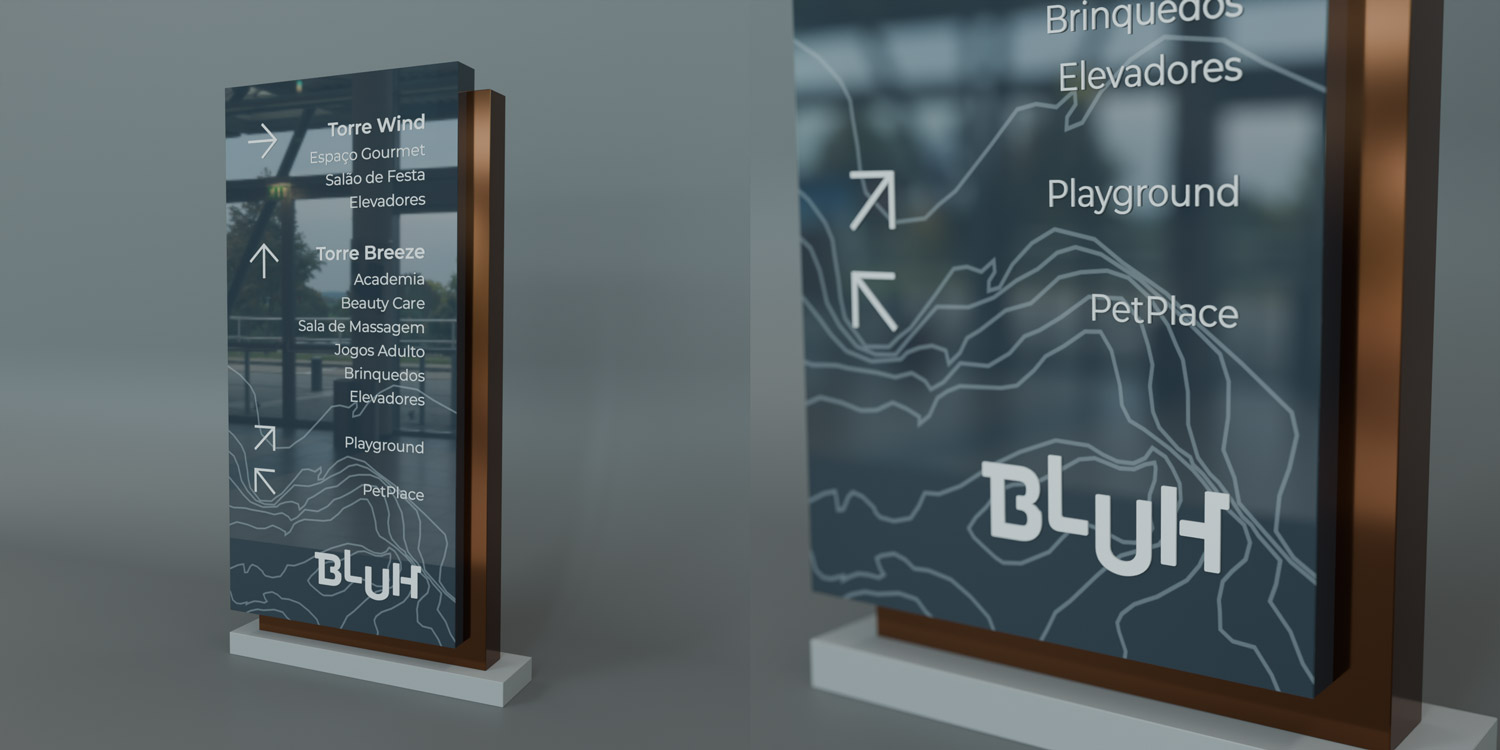 Torre Wind
Espaço Gourmet
Salão de Festa
Elevadores
Torre Breeze
Academia
Beauty Care
Sala de Massagem
Jogos Adulto
Brinquedos
Elevadores
Playground
PetPlace
BLUH
Brinquedos
Elevadores
Playground
PetPlace
BLUH